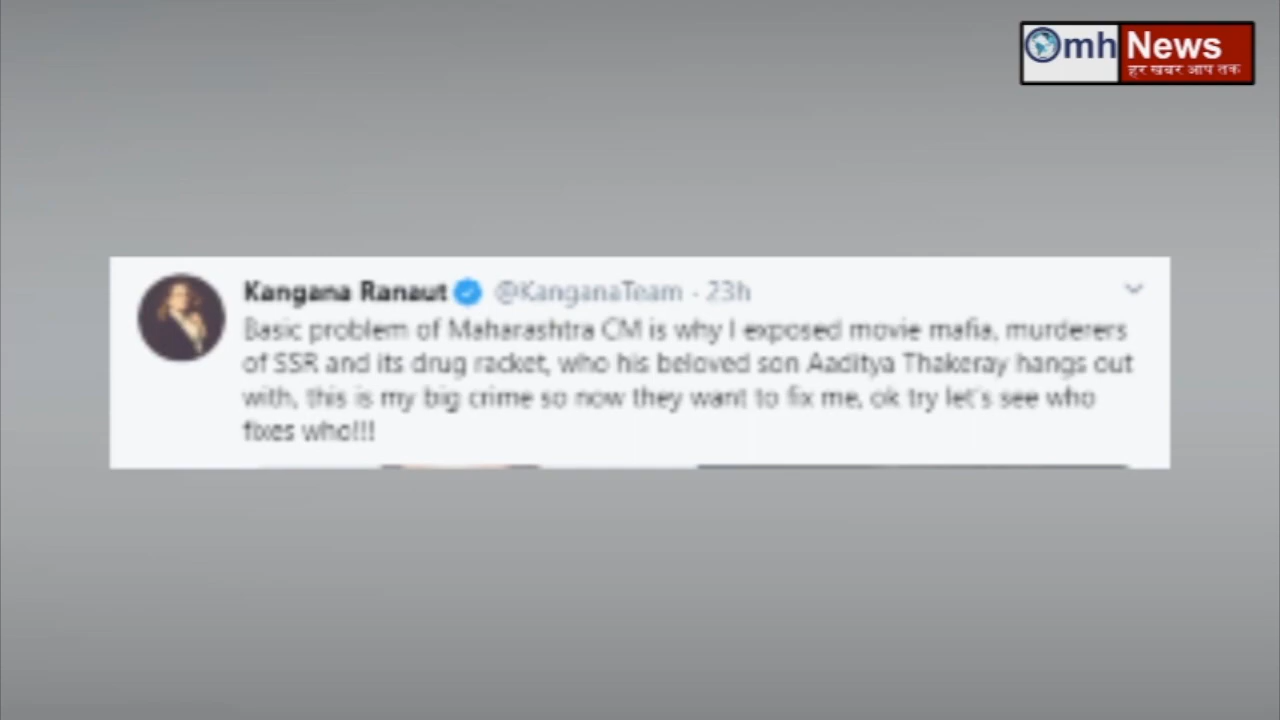 Omh News
हर खबर आप तक
Kangana Ranaut @KanganaTeam · 23h
Basic problem of Maharashtra CM is why I exposed movie mafia, murderers
of SSR and its drug racket, who his beloved son Aaditya Thakeray hangs out
with, this is my big crime so now they want to fix me, ok try let's see who
fixes who!!!